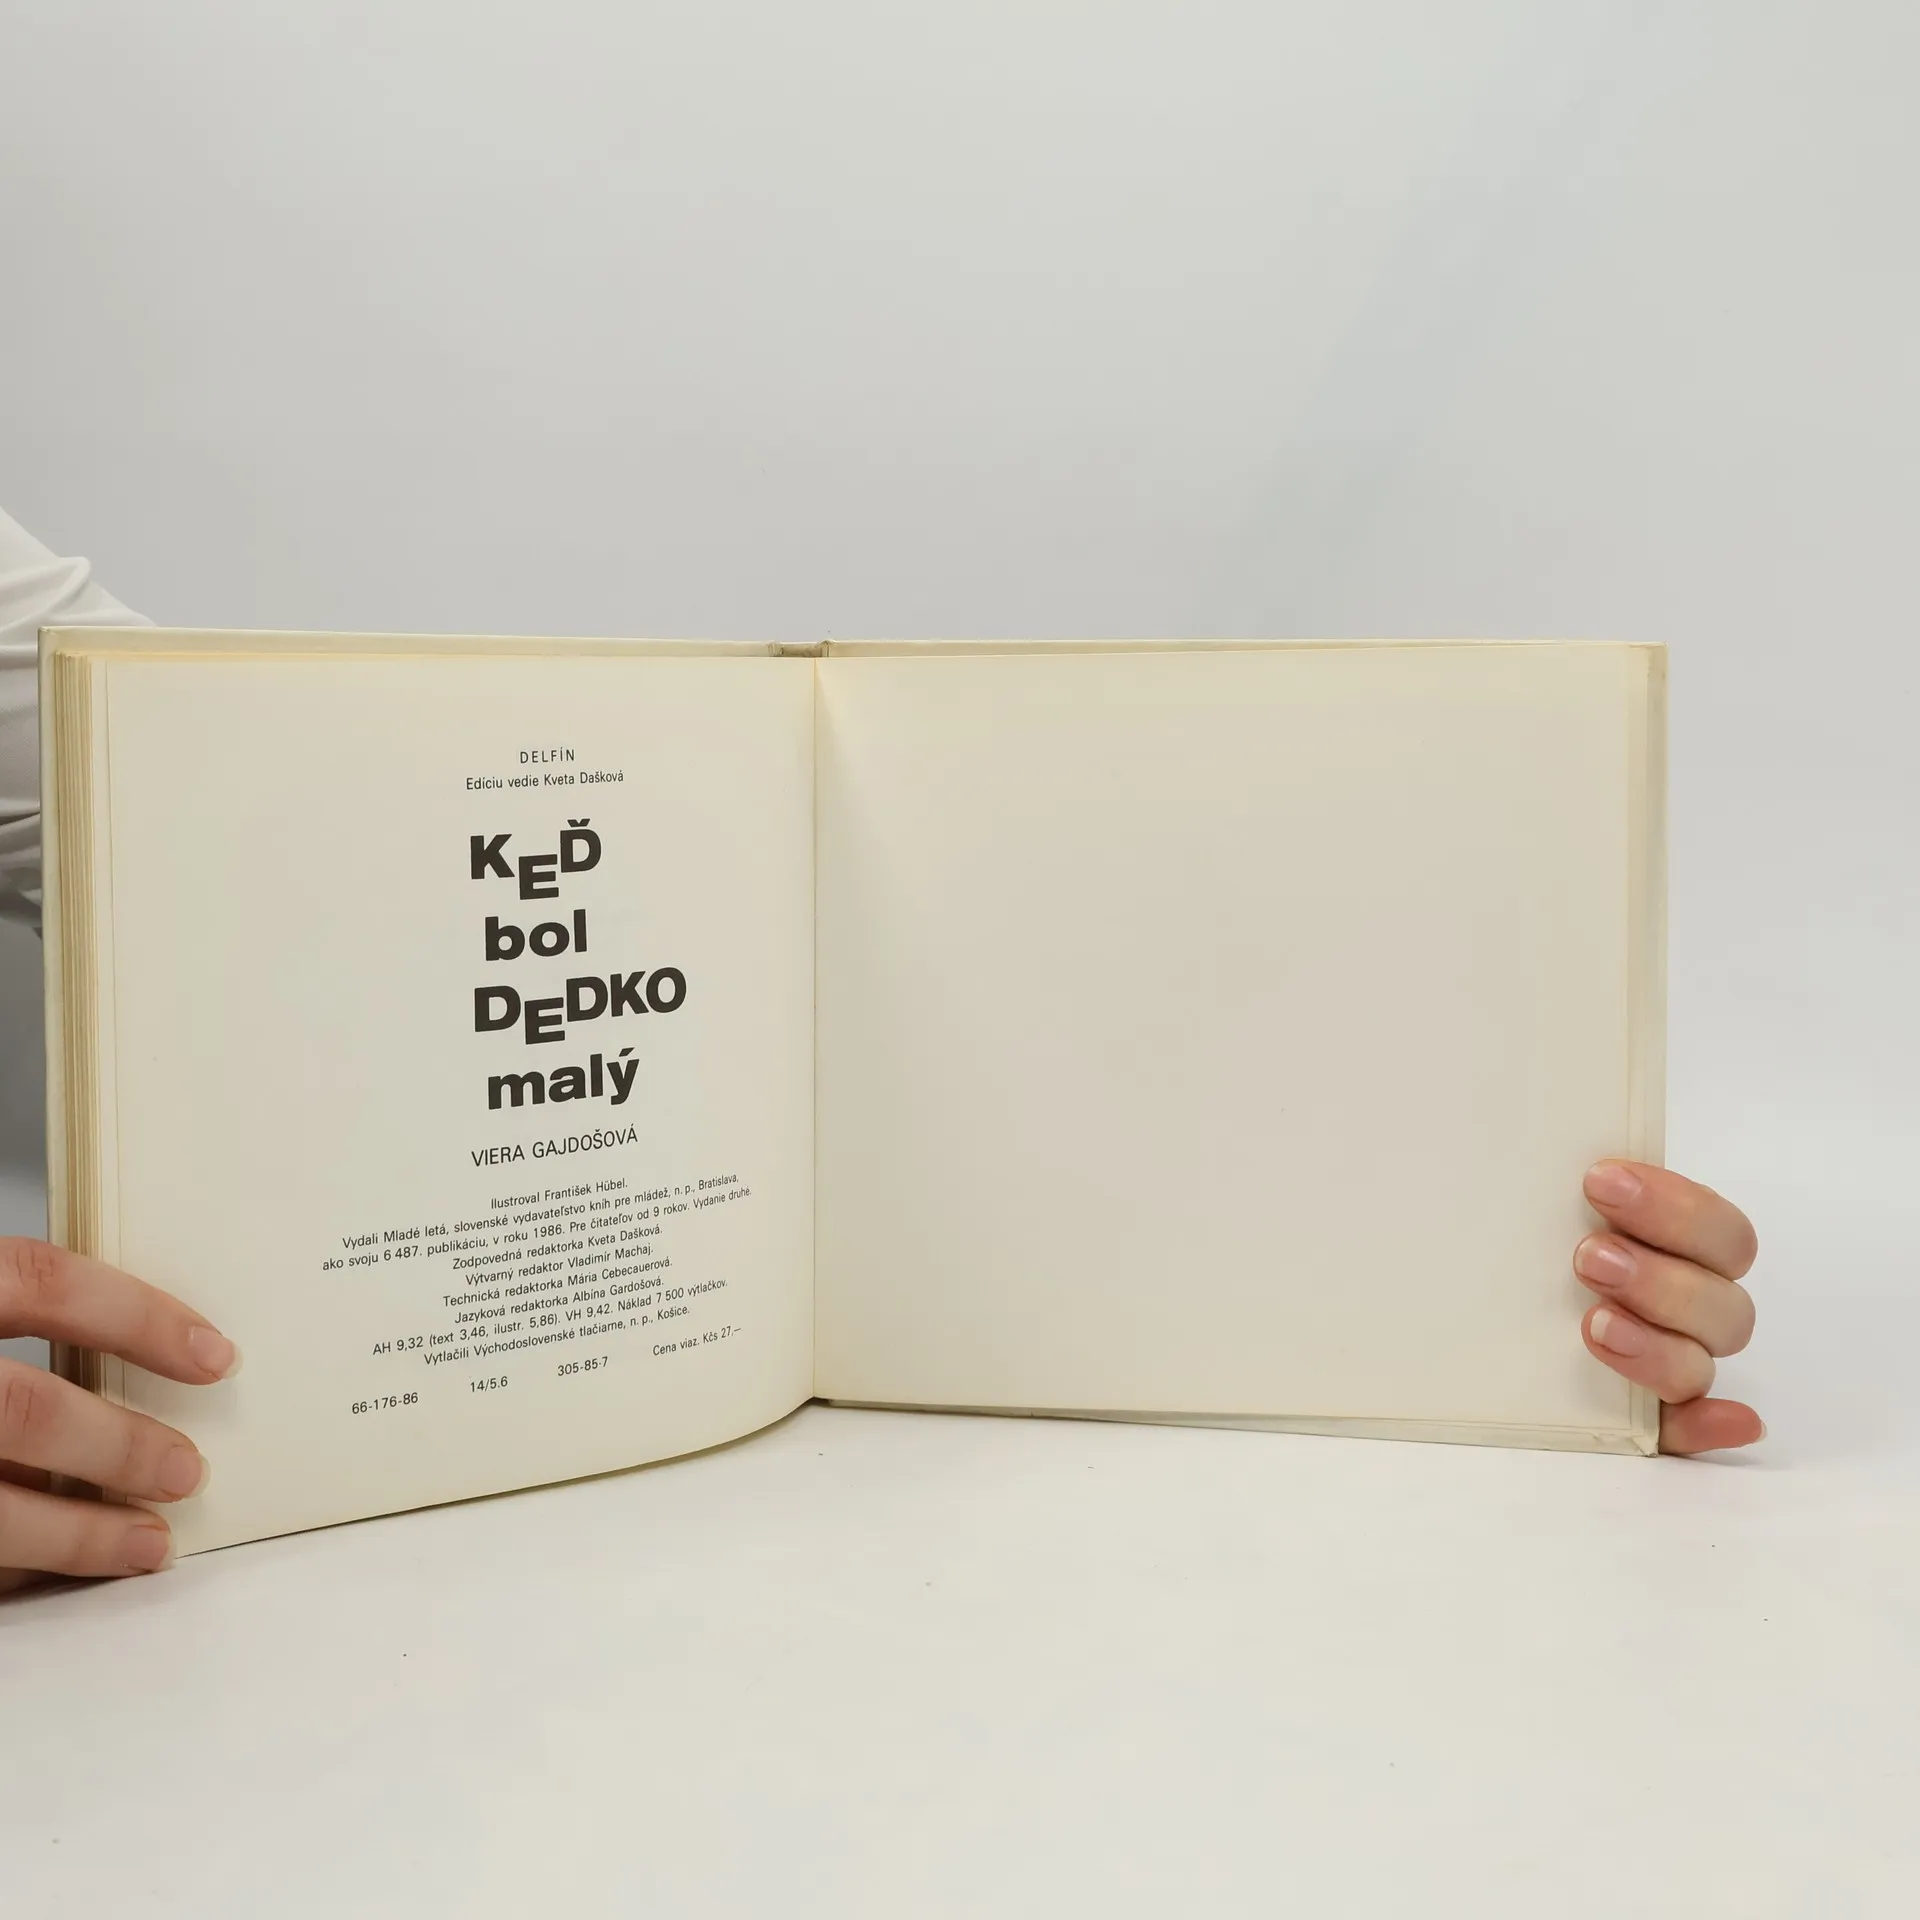 DELFÍN
Edíciu vedie Kveta Dašková
KEĎ
bol
DEDKO
malý
VIERA GAJDOŠOVÁ
Ilustroval František Hübel.
Vydali Mladé letá, slovenské vydavateľstvo kníh pre mládež, n. p., Bratislava,
ako svoju 6 487. publikáciu, v roku 1986. Pre čitateľov od 9 rokov. Vydanie druhé.
Zodpovedná redaktorka Kveta Dašková.
Výtvarný redaktor Vladimír Machaj.
Technická redaktorka Mária Cebecauerová.
Jazyková redaktorka Albína Gardošová.
AH 9,32 (text 3,46, ilustr. 5,86). VH 9,42. Náklad 7 500 výtlačkov.
Vytlačili Východoslovenské tlačiarne, n. p., Košice.
66-176-86 14/5.6 305-85-7 Cena viaz. Kčs 27,—